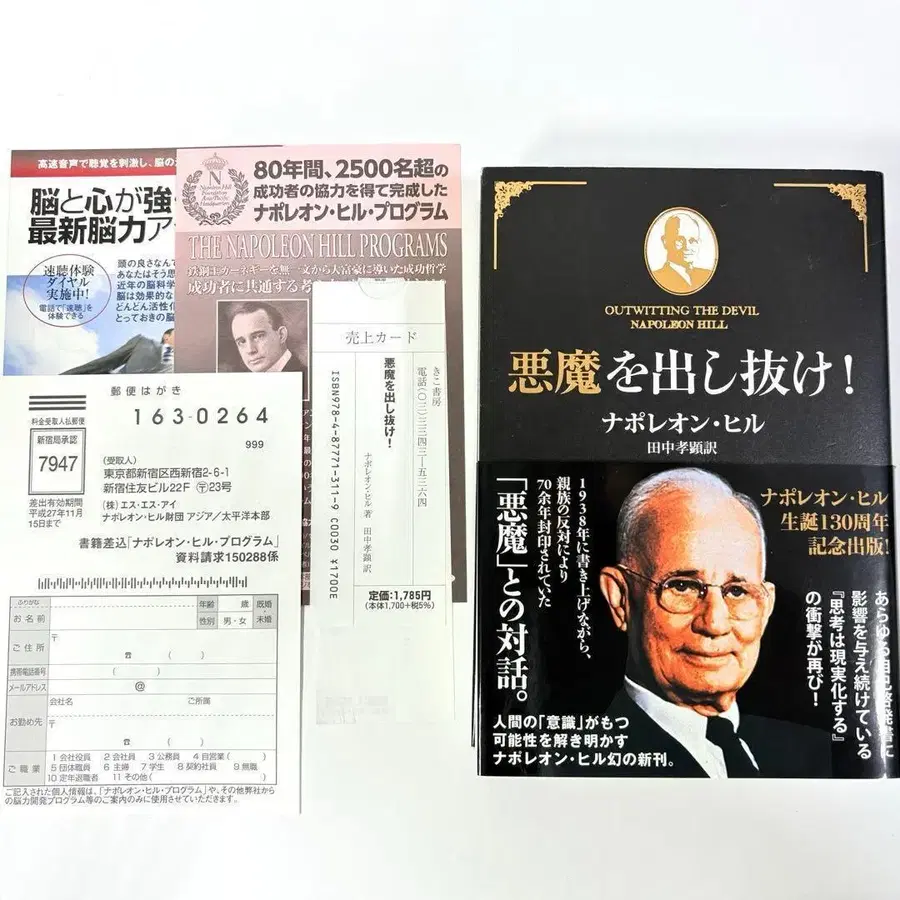 高速音声で聴覚を刺激し、脳の
脳と心が強
最新脳力ア
速聴体験
ダイヤル
実施中!
電話で「速聴」を
体験できる
頭の良さなんて
あなたはそう思
近年の脳科学
脳は効果的な
どんどん活性化
とっておきの脳
N
Napoleon Hill
Foundation
Asia/Pacific
Headquarters
80年間、2500名超の
成功者の協力を得て完成した
ナポレオン・ヒル・プログラム
THE NAPOLEON HILL PROGRAMS
鉄鋼王カーネギーを無一文から大富豪に導いた成功哲学
成功者に共通する考
郵便はがき
163-0264
料金受取人払郵便
新宿局承認
7947
差出有効期間
平成27年11月
15日まで
999
(受取人)
東京都新宿区西新宿2-6-1
新宿住友ビル22F 〒23号
(株)エス・エス・アイ
ナポレオン・ヒル財団 アジア/太平洋本部
書籍差込「ナポレオン・ヒル・プログラム」
資料請求150288係
ふりがな
お名前
年齢
歳
既婚・未婚
性別
男・女
ご住所
〒
☎ ( )
携帯電話番号
( )
メールアドレス
@
お勤め先
会社名
ご所属
〒
☎ ( )
ご職業
1 会社役員 2 会社員 3 公務員 4 自営業( )
5 団体職員 6 主婦 7 学生 8 契約社員 9 無職
10 定年退職者 11 その他( )
ご記入された個人情報は、「ナポレオン・ヒル・プログラム」や、その他弊社から
の脳力開発プログラム等のご案内のみに使用させていただきます。
売上カード
きこ書房
電話(〇三)三三四三―五三六四
悪魔を出し抜け!
ナポレオン・ヒル 著 田中孝顕 訳
ISBN978-4-87771-311-9 C0030 ¥1700E
定価:1,785円
(本体1,700+税5%)
OUTWITTING THE DEVIL
NAPOLEON HILL
悪魔を出し抜け!
ナポレオン・ヒル
田中孝顕訳
ナポレオン・ヒル
生誕130周年
記念出版!
あらゆる自己啓発書に
影響を与え続けている
『思考は現実化する』
の衝撃が再び!
1938年に書き上げながら、
親族の反対により
70余年封印されていた
「悪魔」との対話。
人間の「意識」がもつ
可能性を解き明かす
ナポレオン・ヒル幻の新刊。